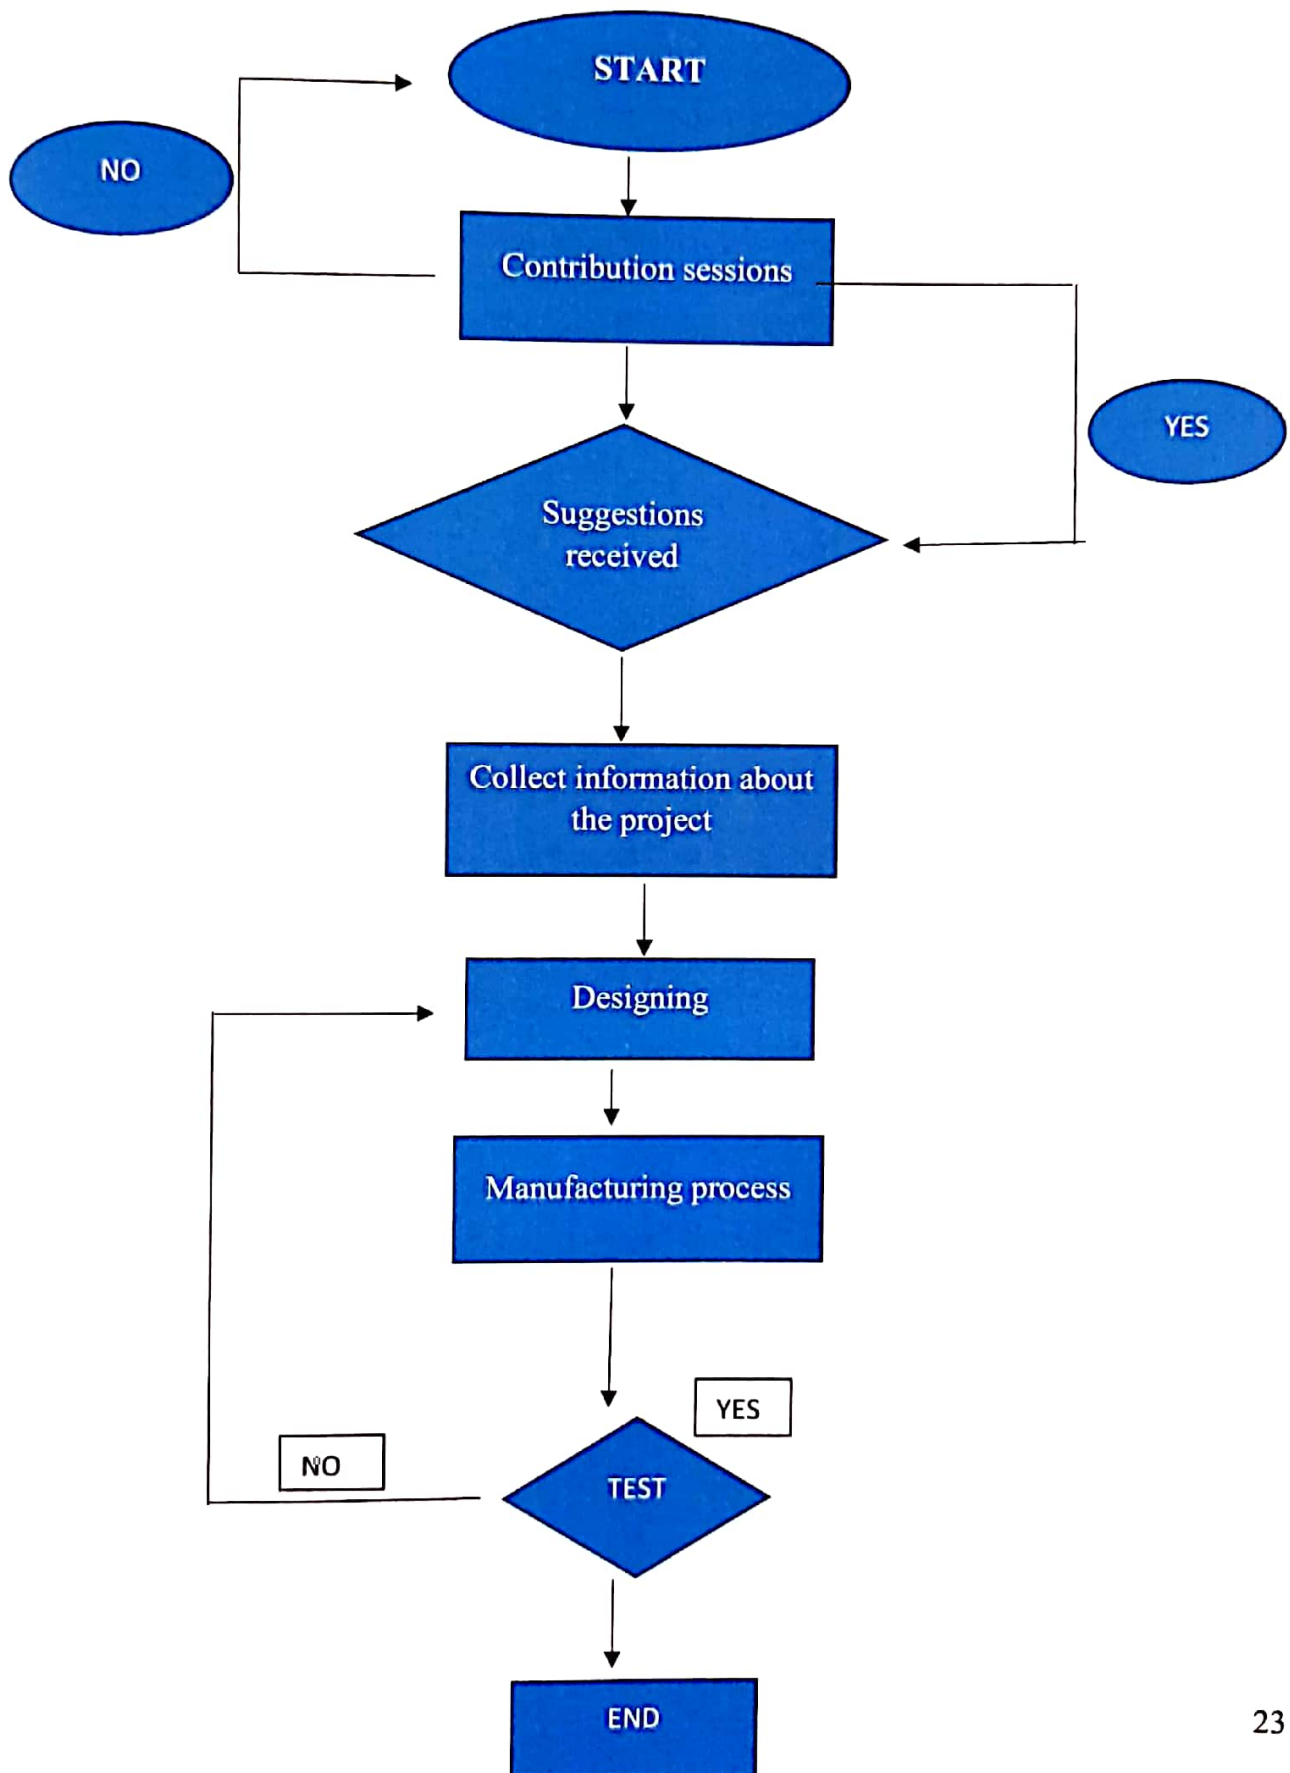 START
NO
Contribution sessions
YES
Suggestions
received
Collect information about
the project
Designing
Manufacturing process
YES
NO
TEST
END
23